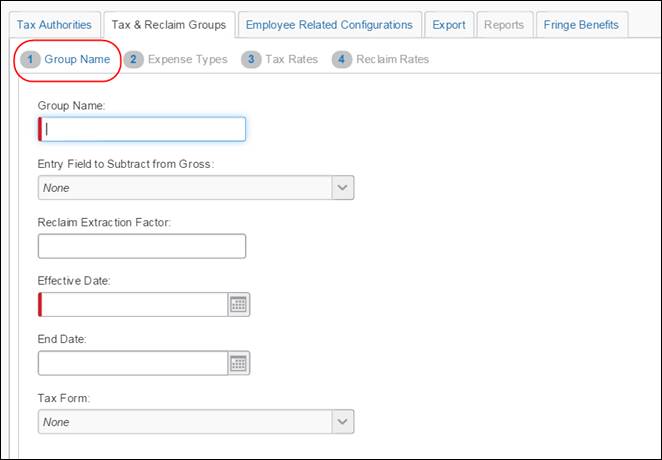 Tax Authorities Tax & Reclaim Groups Employee Related Configurations Export Reports Fringe Benefits
1 Group Name 2 Expense Types 3 Tax Rates 4 Reclaim Rates
Group Name:
Entry Field to Subtract from Gross:
None
Reclaim Extraction Factor:
Effective Date:
End Date:
Tax Form:
None